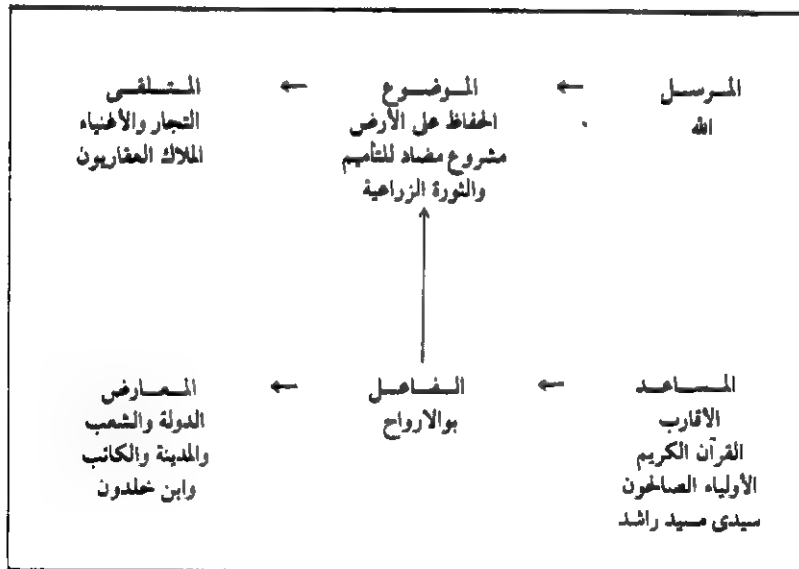 المرسل ← الموضوع ← المتلقى
الله
الحفاظ على الأرض
مشروع مضاد للتأميم
والثورة الزراعية
التجار والأغنياء
الملاك العقاريون
المساعد ← الفاعل ← المعارض
الأقارب
القرآن الكريم
الأولياء الصالحون
سيدى مسيد راشد
بوالارواح
الدولة والشعب
والمدينة والكاتب
وابن خلدون